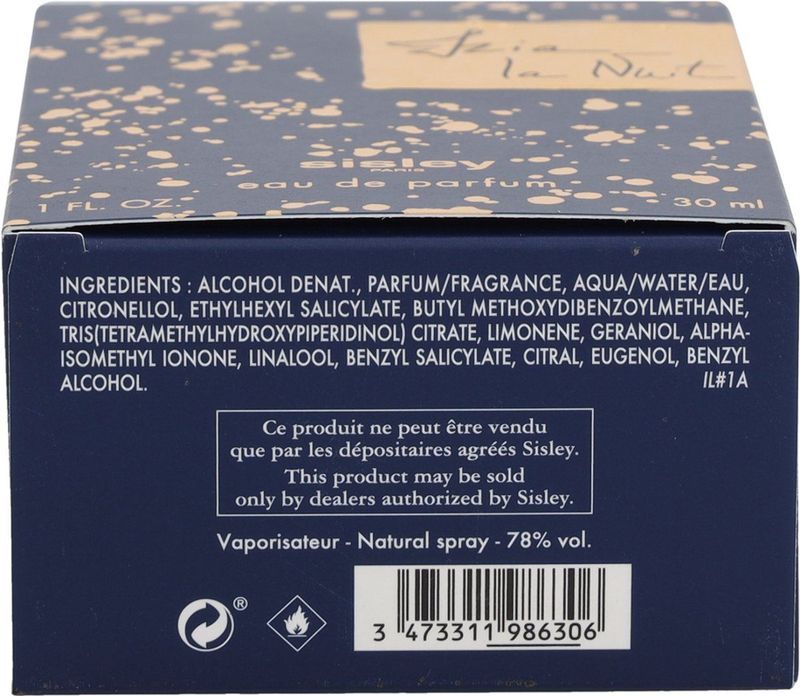 Izia
la Nuit
sisley
PARIS
eau de parfum
1 FL. OZ.
30 ml
INGREDIENTS : ALCOHOL DENAT., PARFUM/FRAGRANCE, AQUA/WATER/EAU,
CITRONELLOL, ETHYLHEXYL SALICYLATE, BUTYL METHOXYDIBENZOYLMETHANE,
TRIS(TETRAMETHYLHYDROXYPIPERIDINOL) CITRATE, LIMONENE, GERANIOL, ALPHA-
ISOMETHYL IONONE, LINALOOL, BENZYL SALICYLATE, CITRAL, EUGENOL, BENZYL
ALCOHOL. IL#1A
Ce produit ne peut être vendu
que par les dépositaires agréés Sisley.
This product may be sold
only by dealers authorized by Sisley.
Vaporisateur - Natural spray - 78% vol.
®
3 473311 986306